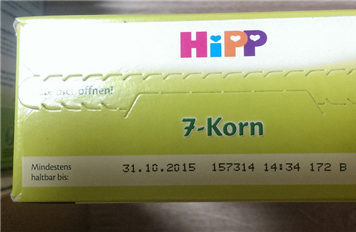 HiPP
öffnen!
7-Korn
Mindestens 31.10.2015 157314 14:34 172 B
haltbar bis: